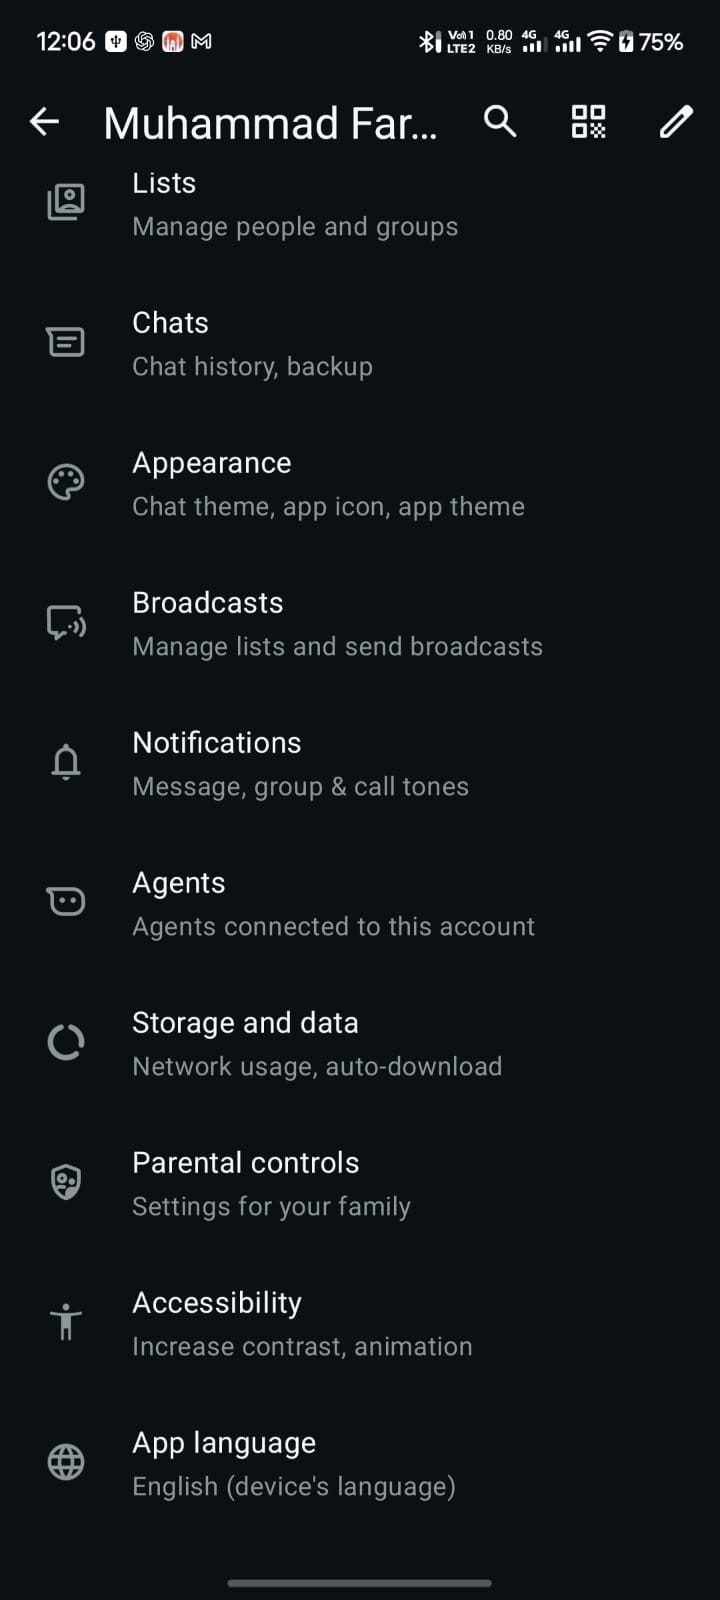 12:06
Vo) 1 LTE2 0.80 KB/s 4G 4G 75%
Muhammad Far...
Lists
Manage people and groups
Chats
Chat history, backup
Appearance
Chat theme, app icon, app theme
Broadcasts
Manage lists and send broadcasts
Notifications
Message, group & call tones
Agents
Agents connected to this account
Storage and data
Network usage, auto-download
Parental controls
Settings for your family
Accessibility
Increase contrast, animation
App language
English (device's language)